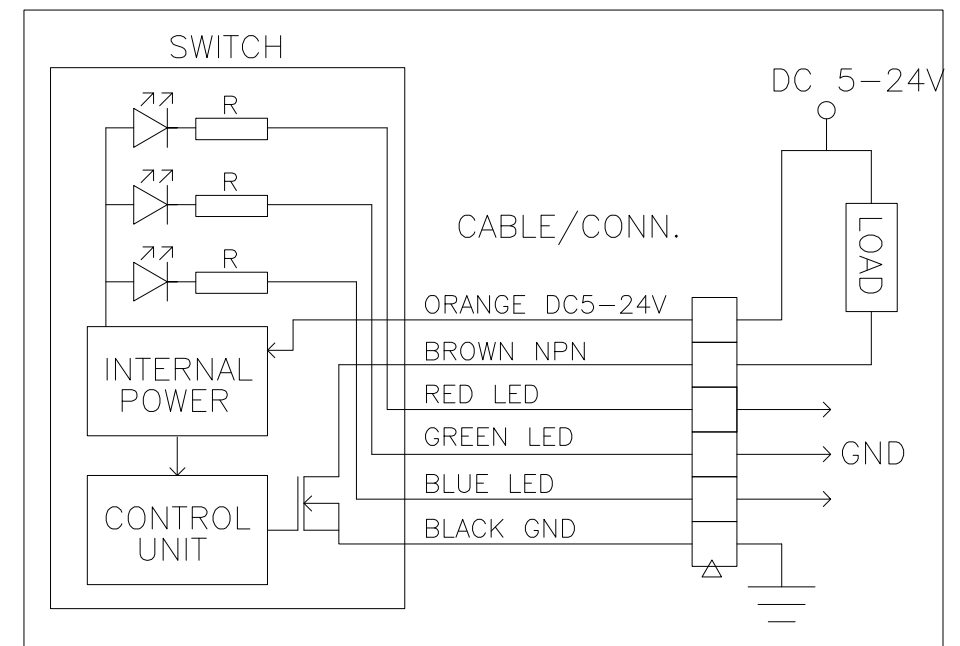 SWITCH
DC 5-24V
R
R
R
CABLE/CONN.
LOAD
ORANGE DC5-24V
BROWN NPN
INTERNAL
POWER
RED LED
GREEN LED
GND
BLUE LED
CONTROL
UNIT
BLACK GND